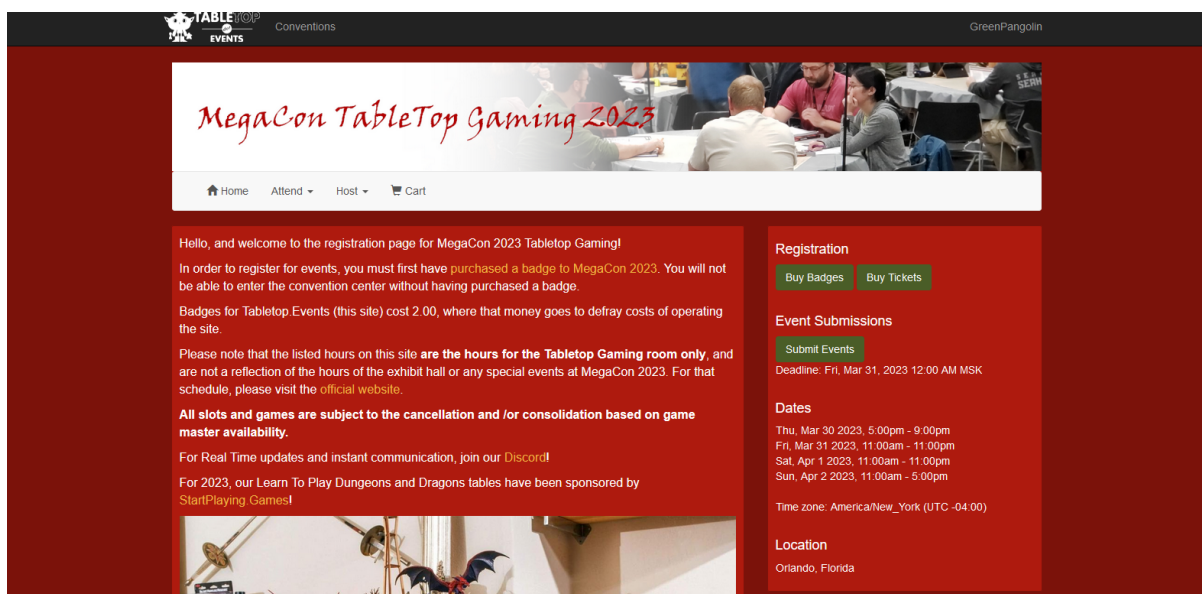 TABLETOP
EVENTS
Conventions
GreenPangolin
MegaCon TableTop Gaming 2023
Home
Attend
Host
Cart
Hello, and welcome to the registration page for MegaCon 2023 Tabletop Gaming!
In order to register for events, you must first have purchased a badge to MegaCon 2023. You will not
be able to enter the convention center without having purchased a badge.
Badges for Tabletop.Events (this site) cost 2.00, where that money goes to defray costs of operating
the site.
Please note that the listed hours on this site are the hours for the Tabletop Gaming room only, and
are not a reflection of the hours of the exhibit hall or any special events at MegaCon 2023. For that
schedule, please visit the official website.
All slots and games are subject to the cancellation and /or consolidation based on game
master availability.
For Real Time updates and instant communication, join our Discord!
For 2023, our Learn To Play Dungeons and Dragons tables have been sponsored by
StartPlaying.Games!
Registration
Buy Badges
Buy Tickets
Event Submissions
Submit Events
Deadline: Fri, Mar 31, 2023 12:00 AM MSK
Dates
Thu, Mar 30 2023, 5:00pm - 9:00pm
Fri, Mar 31 2023, 11:00am - 11:00pm
Sat, Apr 1 2023, 11:00am - 11:00pm
Sun, Apr 2 2023, 11:00am - 5:00pm
Time zone: America/New_York (UTC -04:00)
Location
Orlando, Florida